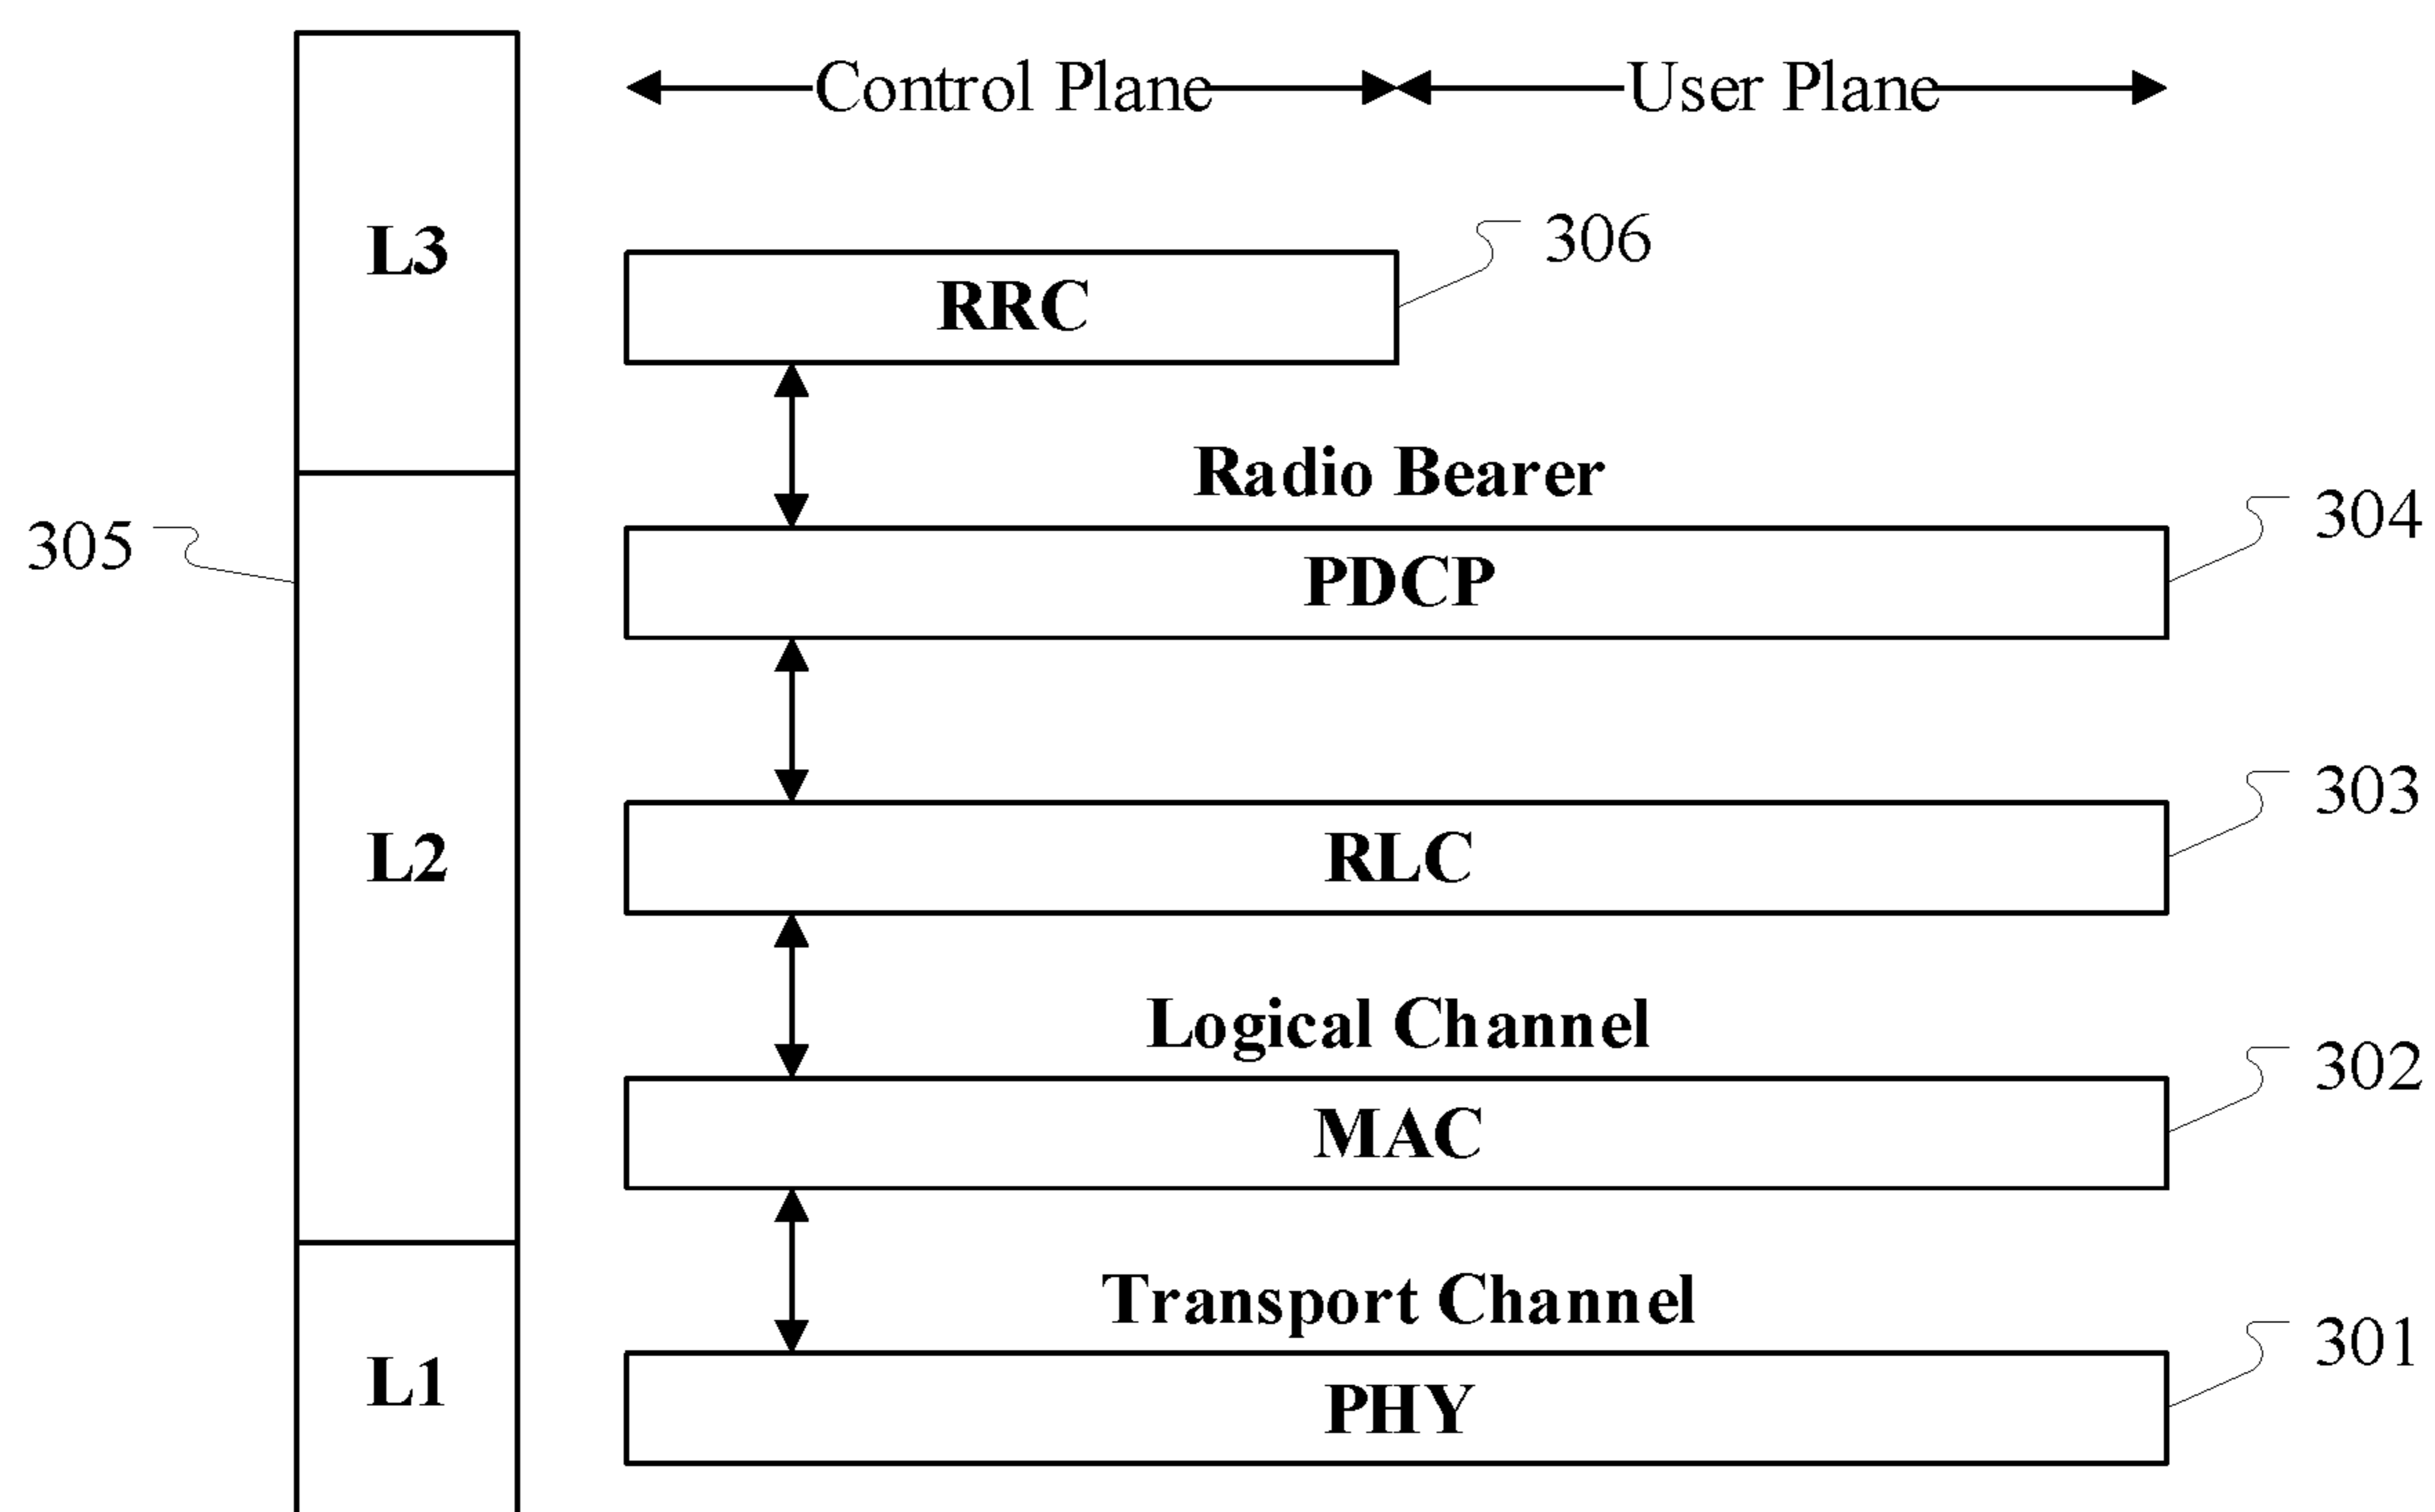 Control Plane
User Plane
L3
RRC
306
Radio Bearer
305
304
PDCP
303
L2
RLC
Logical Channel
302
MAC
Transport Channel
301
L1
PHY